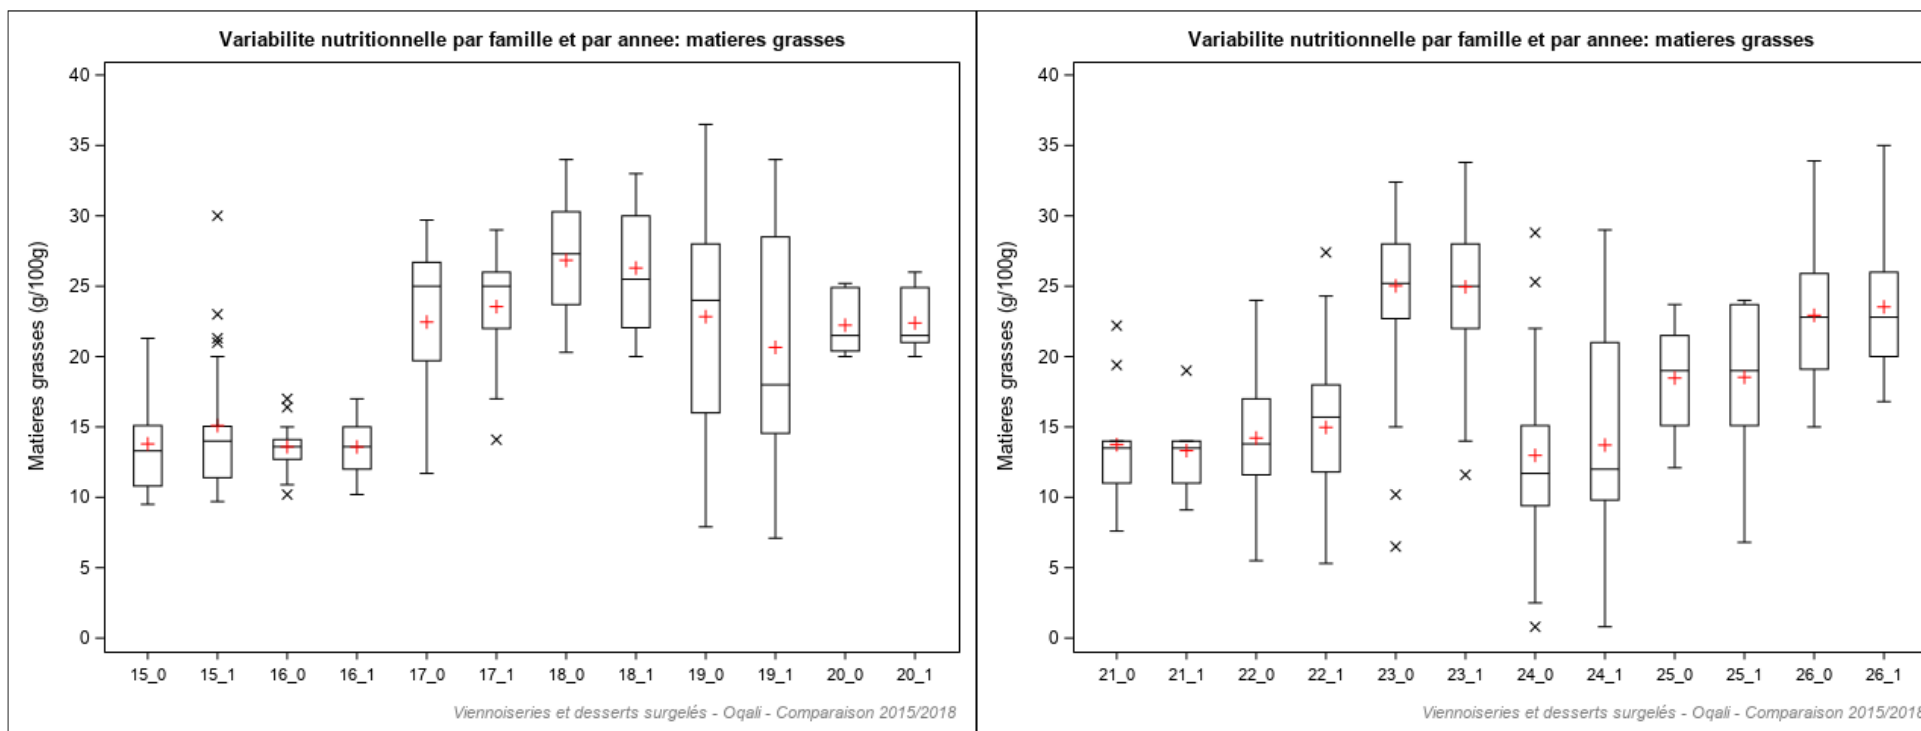 Variabilite nutritionnelle par famille et par annee: matieres grasses
Matieres grasses (g/100g)
40
35
30
25
20
15
10
5
0
15_0 15_1 16_0 16_1 17_0 17_1 18_0 18_1 19_0 19_1 20_0 20_1
Viennoiseries et desserts surgelés - Oqali - Comparaison 2015/2018
Variabilite nutritionnelle par famille et par annee: matieres grasses
Matieres grasses (g/100g)
40
35
30
25
20
15
10
5
0
21_0 21_1 22_0 22_1 23_0 23_1 24_0 24_1 25_0 25_1 26_0 26_1
Viennoiseries et desserts surgelés - Oqali - Comparaison 2015/2018